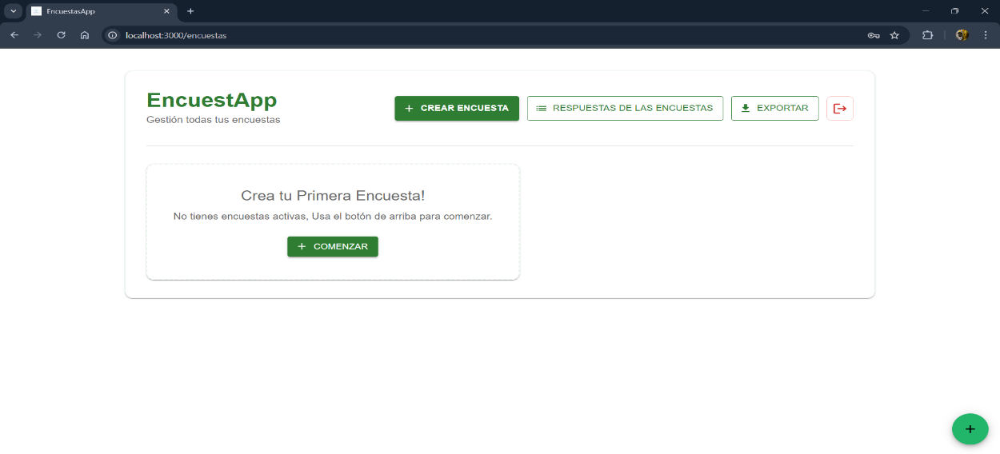 EncuestasApp
localhost:3000/encuestas
EncuestApp
Gestión todas tus encuestas
CREAR ENCUESTA
RESPUESTAS DE LAS ENCUESTAS
EXPORTAR
Crea tu Primera Encuesta!
No tienes encuestas activas, Usa el botón de arriba para comenzar.
COMENZAR